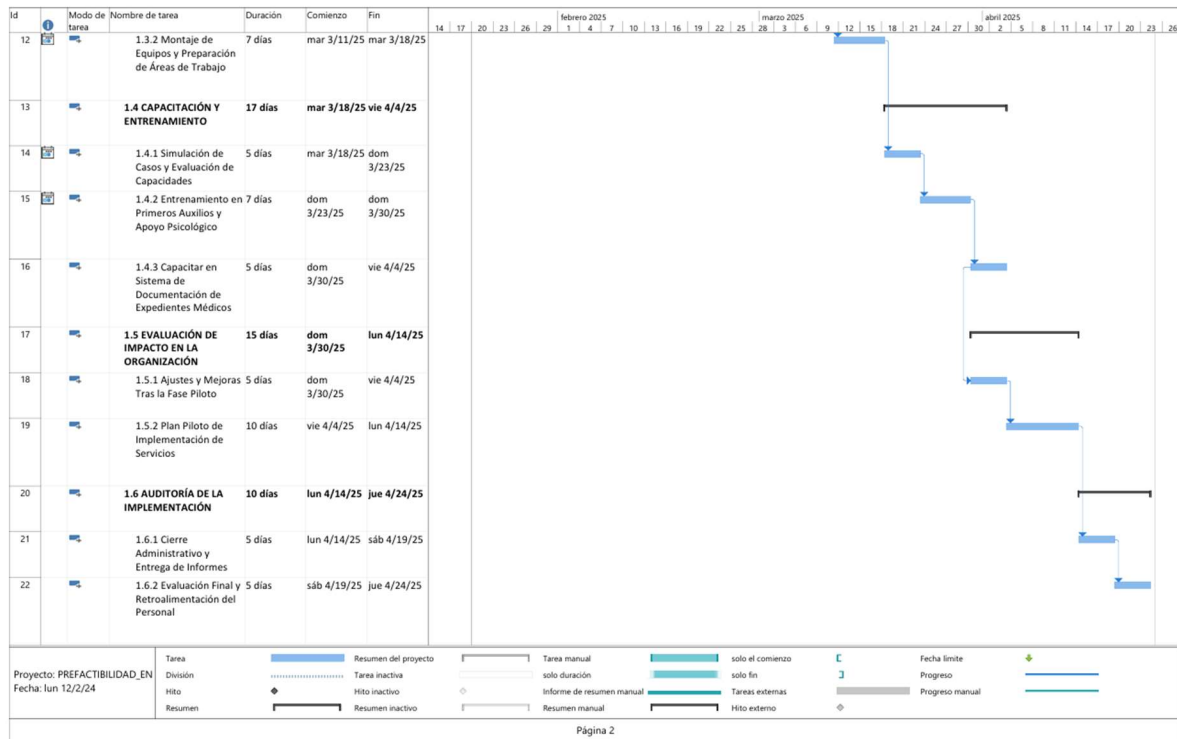 Id
Modo de tarea
Nombre de tarea
Duración
Comienzo
Fin
febrero 2025
marzo 2025
abril 2025
14 17 20 23 26 29 1 4 7 10 13 16 19 22 25 28 3 6 9 12 15 18 21 24 27 30 2 5 8 11 14 17 20 23 26
12 1.3.2 Montaje de 7 días mar 3/11/25 mar 3/18/25
Equipos y Preparación
de Áreas de Trabajo
13 1.4 CAPACITACIÓN Y 17 días mar 3/18/25 vie 4/4/25
ENTRENAMIENTO
14 1.4.1 Simulación de 5 días mar 3/18/25 dom
Casos y Evaluación de 3/23/25
Capacidades
15 1.4.2 Entrenamiento en 7 días dom dom
Primeros Auxilios y 3/23/25 3/30/25
Apoyo Psicológico
16 1.4.3 Capacitar en 5 días dom vie 4/4/25
Sistema de 3/30/25
Documentación de
Expedientes Médicos
17 1.5 EVALUACIÓN DE 15 días dom lun 4/14/25
IMPACTO EN LA 3/30/25
ORGANIZACIÓN
18 1.5.1 Ajustes y Mejoras 5 días dom vie 4/4/25
Tras la Fase Piloto 3/30/25
19 1.5.2 Plan Piloto de 10 días vie 4/4/25 lun 4/14/25
Implementación de
Servicios
20 1.6 AUDITORÍA DE LA 10 días lun 4/14/25 jue 4/24/25
IMPLEMENTACIÓN
21 1.6.1 Cierre 5 días lun 4/14/25 sáb 4/19/25
Administrativo y
Entrega de Informes
22 1.6.2 Evaluación Final y 5 días sáb 4/19/25 jue 4/24/25
Retroalimentación del
Personal
Proyecto: PREFACTIBILIDAD_EN
Fecha: lun 12/2/24
Tarea Resumen del proyecto Tarea manual solo el comienzo Fecha límite
División Tarea inactiva solo duración solo fin Progreso
Hito Hito inactivo Informe de resumen manual Tareas externas Progreso manual
Resumen Resumen inactivo Resumen manual Hito externo
Página 2